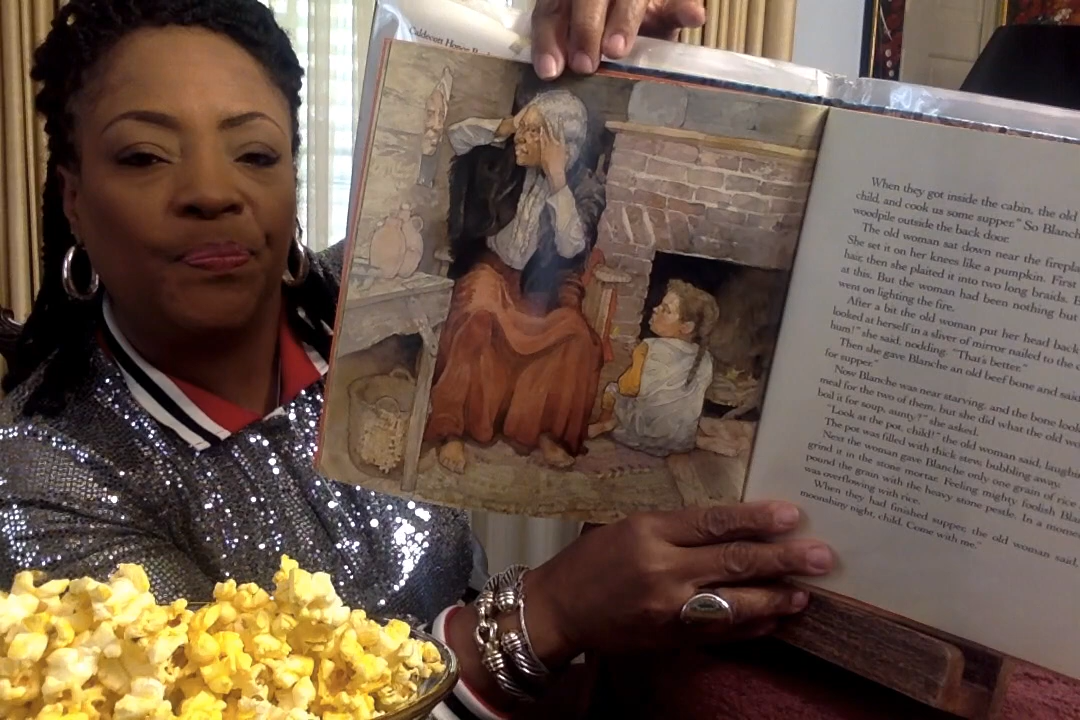 Caldecott Honor
When they got inside the cabin, the old
child, and cook us some supper." So Blanch
woodpile outside the back door.
The old woman sat down near the firepla
She set it on her knees like a pumpkin. First
hair, then she plaited it into two long braids. B
at this. But the woman had been nothing but
went on lighting the fire.
After a bit the old woman put her head back
looked at herself in a sliver of mirror nailed to the c
hum!" she said, nodding. "That's better."
Then she gave Blanche an old beef bone and said
for supper."
Now Blanche was near starving, and the bone look
meal for the two of them, but she did what the old wo
boil it for soup, aunty?" she asked.
"Look at the pot, child!" the old woman said, laughin
The pot was filled with thick stew, bubbling away.
Next the woman gave Blanche only one grain of rice
grind it in the stone mortar. Feeling mighty foolish, Blan
pound the grain with the heavy stone pestle. In a mome
was overflowing with rice.
When they had finished supper, the old woman said,
moonshiny night, child. Come with me."